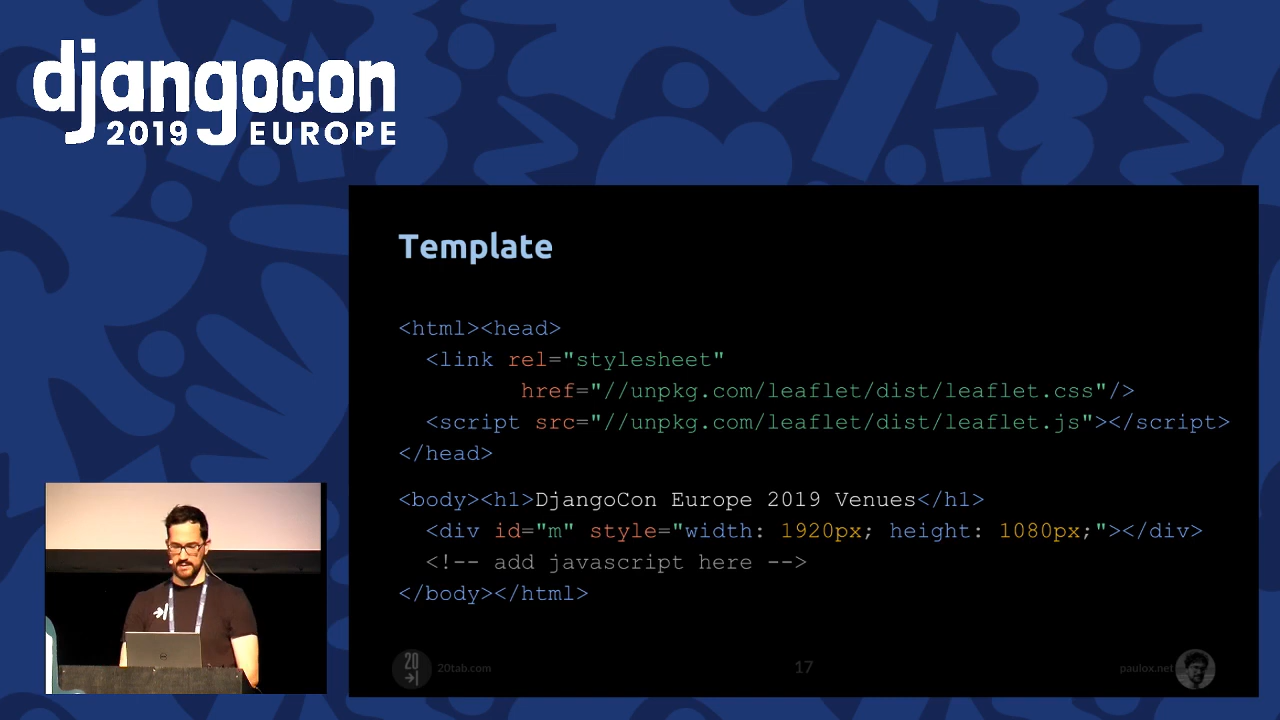 djangocon
2019 EUROPE
Template
<html><head>
<link rel="stylesheet"
href="//unpkg.com/leaflet/dist/leaflet.css"/>
<script src="//unpkg.com/leaflet/dist/leaflet.js"></script>
</head>
<body><h1>DjangoCon Europe 2019 Venues</h1>
<div id="m" style="width: 1920px; height: 1080px;"></div>
<!-- add javascript here -->
</body></html>
20
20tab.com
17
paulox.net